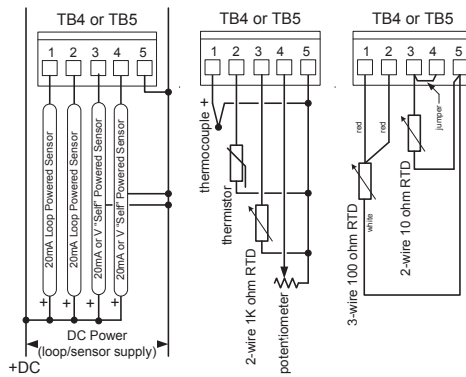 TB4 or TB5
1 2 3 4 5
20mA Loop Powered Sensor
20mA Loop Powered Sensor
20mA or V "Self" Powered Sensor
20mA or V "Self" Powered Sensor
+ + + +
DC Power
(loop/sensor supply)
+DC
TB4 or TB5
1 2 3 4 5
thermocouple +
thermistor
2-wire 1K ohm RTD
potentiometer
TB4 or TB5
1 2 3 4 5
red
red
jumper
white
3-wire 100 ohm RTD
2-wire 10 ohm RTD